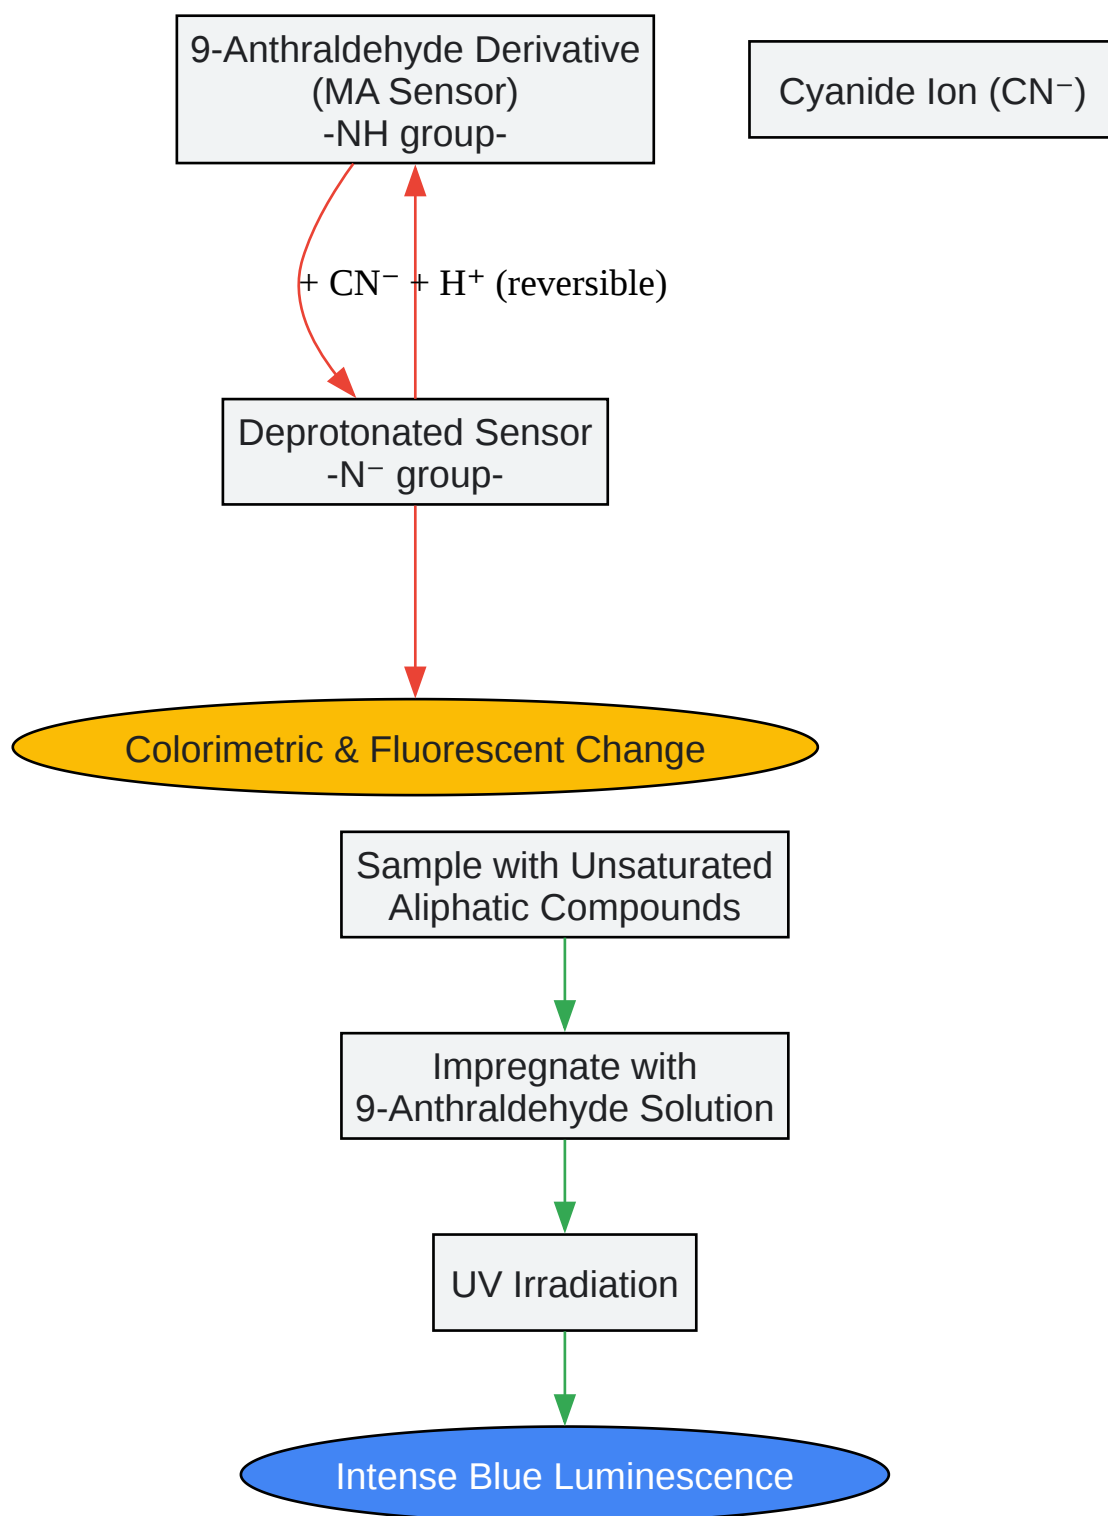 9-Anthraldehyde Derivative
(MA Sensor)
-NH group-
Cyanide Ion (CN⁻)
+ CN⁻
+ H⁺ (reversible)
Deprotonated Sensor
-N⁻ group-
Colorimetric & Fluorescent Change
Sample with Unsaturated
Aliphatic Compounds
Impregnate with
9-Anthraldehyde Solution
UV Irradiation
Intense Blue Luminescence